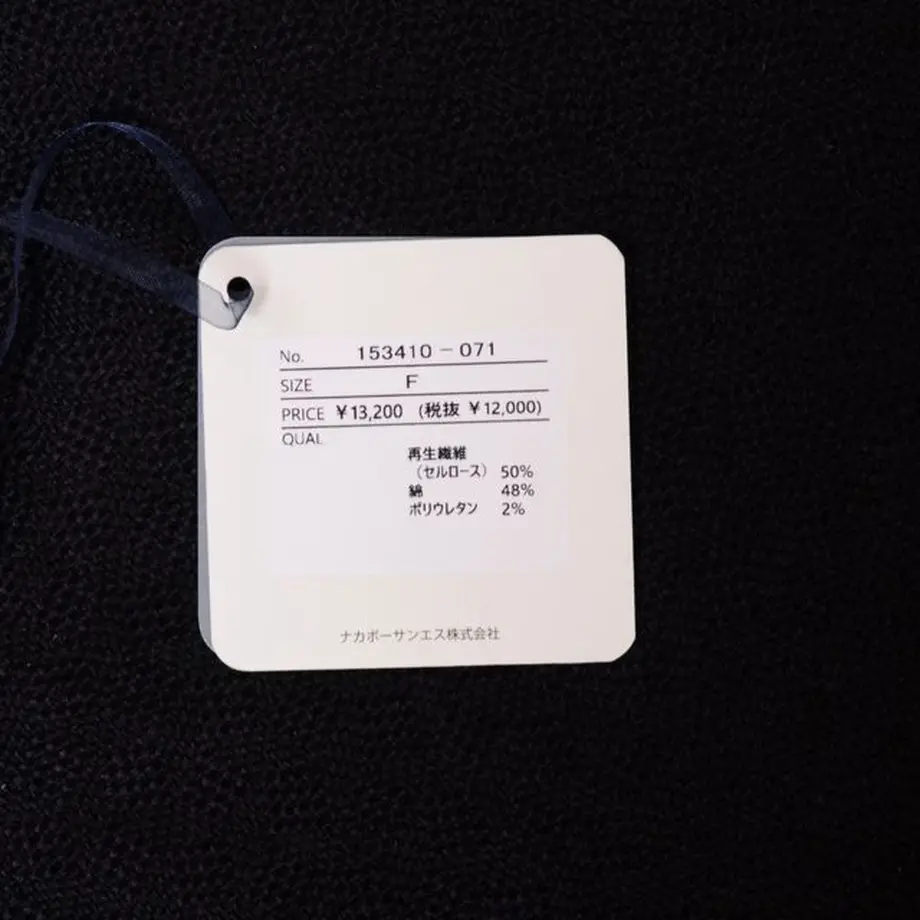 No. 153410-071
SIZE F
PRICE ¥13,200 (税抜 ¥12,000)
QUAL
再生繊維
(セルロース) 50%
綿 48%
ポリウレタン 2%
ナカボーサンエス株式会社